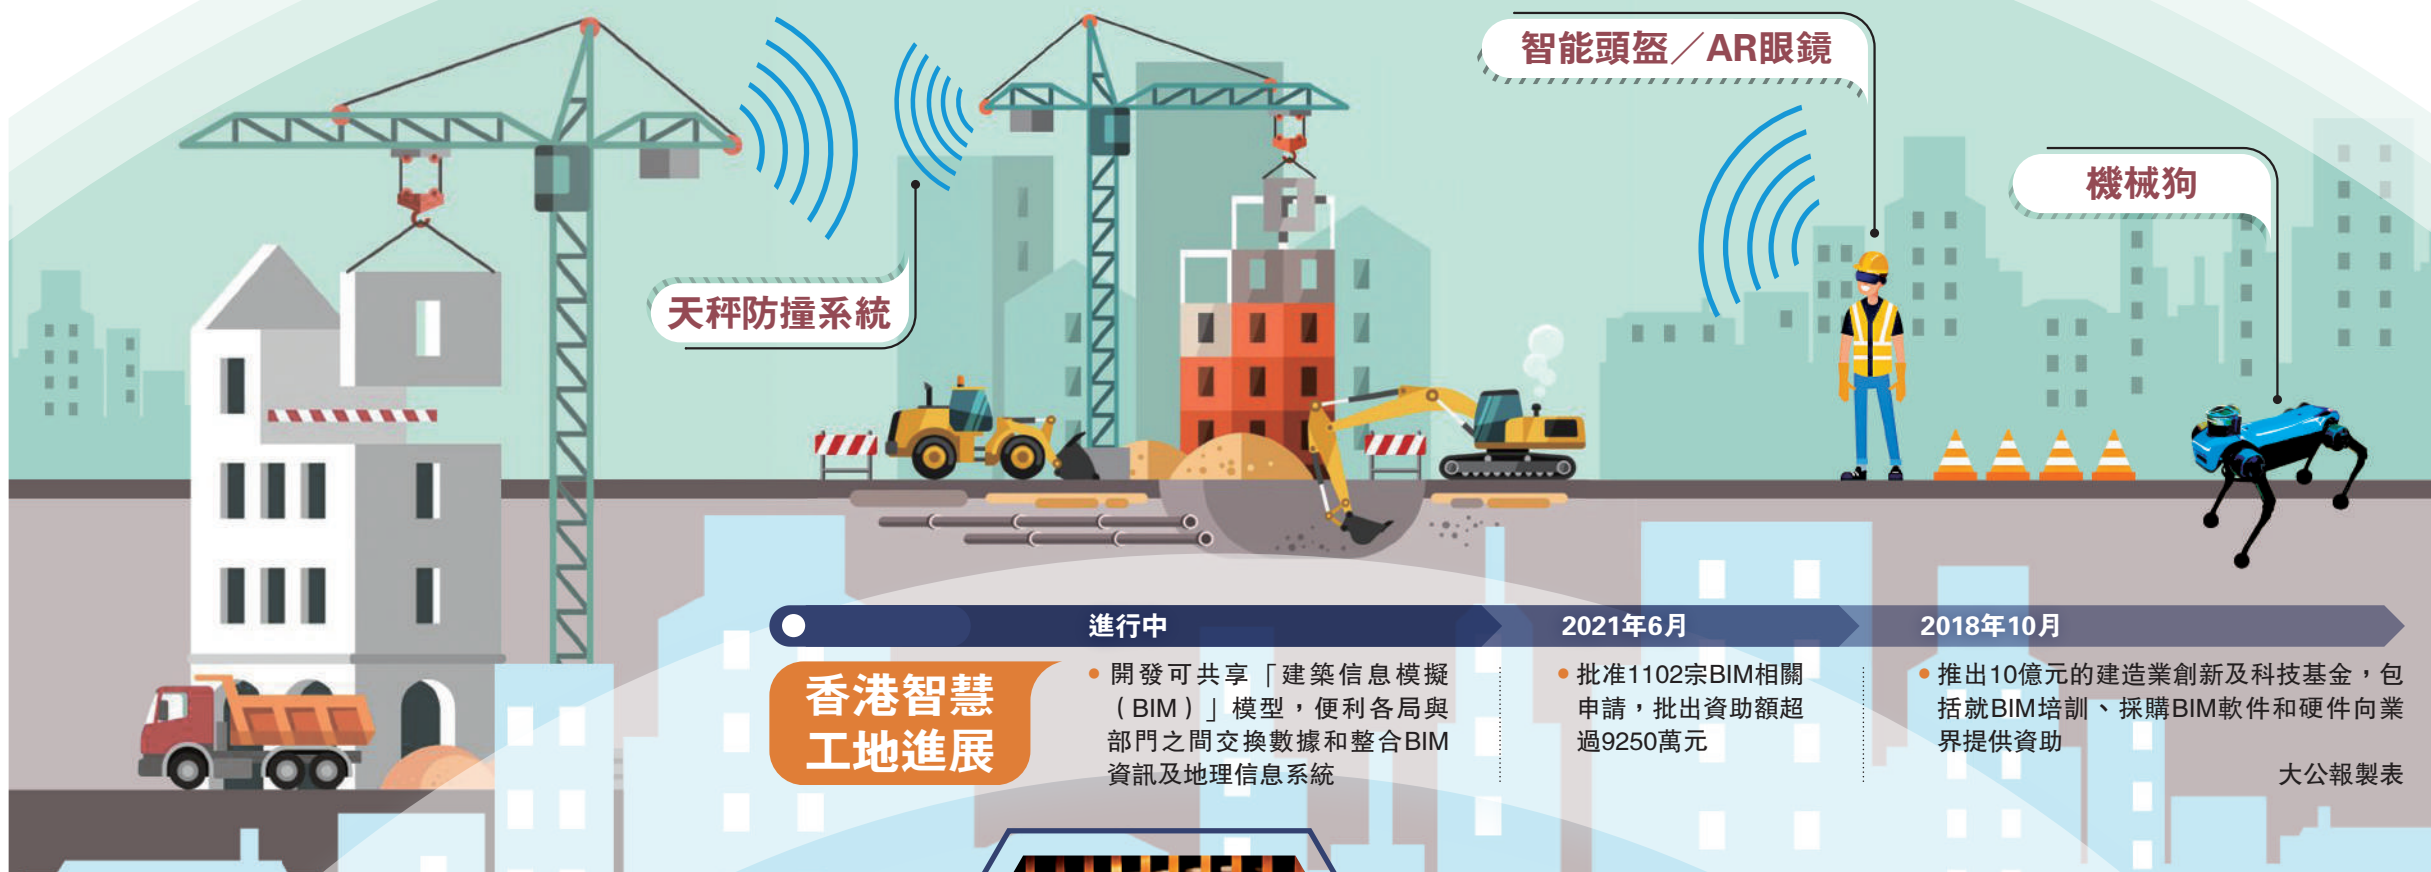 智能頭盔／AR眼鏡
機械狗
天秤防撞系統
香港智慧
工地進展
進行中
•開發可共享「建築信息模擬
（BIM）」模型，便利各局與
部門之間交換數據和整合BIM
資訊及地理信息系統
2021年6月
•批准1102宗BIM相關
申請，批出資助額超
過9250萬元
2018年10月
•推出10億元的建造業創新及科技基金，包
括就BIM培訓、採購BIM軟件和硬件向業
界提供資助
大公報製表